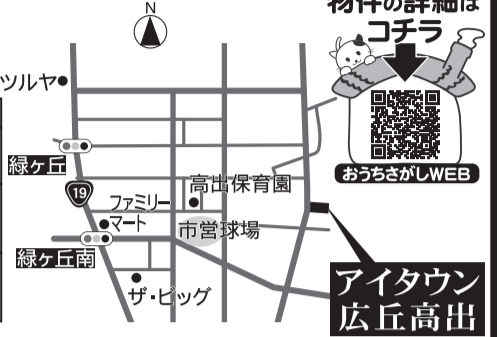 N
物件の詳細は
コチラ
おうちさがしWEB
ツルヤ
緑ヶ丘
19
ファミリー
マート
高出保育園
市営球場
緑ヶ丘南
ザ・ビッグ
アイタウン
広丘高出